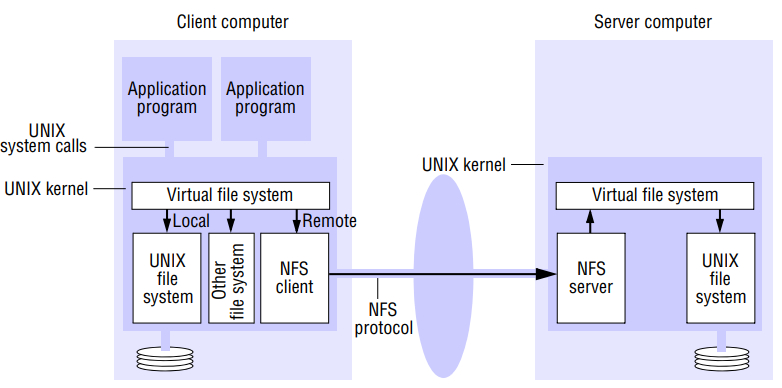 Client computer
Server computer
Application
program
Application
program
UNIX
system calls
UNIX kernel
UNIX kernel
Virtual file system
Virtual file system
Local
Remote
UNIX
file
system
Other
file system
NFS
client
NFS
protocol
NFS
server
UNIX
file
system